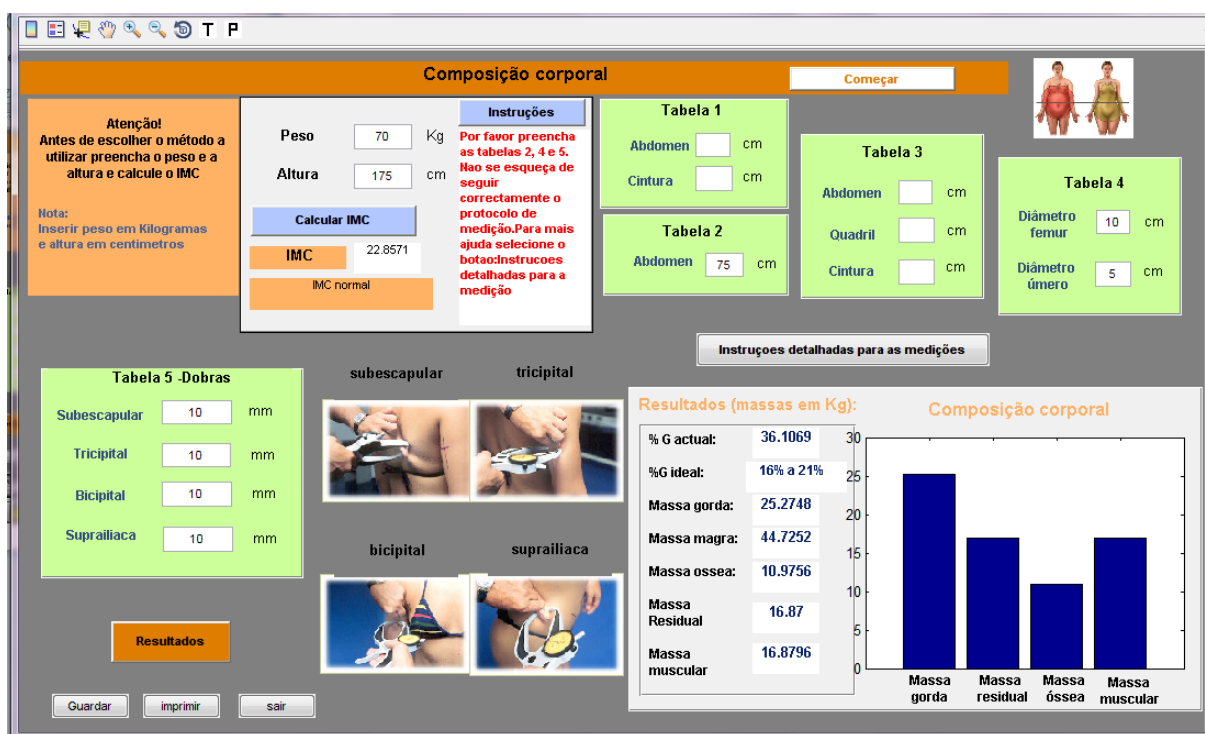 T P
Composição corporal
Começar
Atenção!
Antes de escolher o método a
utilizar preencha o peso e a
altura e calcule o IMC
Nota:
Inserir peso em Kilogramas
e altura em centimetros
Peso 70 Kg
Altura 175 cm
Calcular IMC
IMC 22.8571
IMC normal
Instruções
Por favor preencha
as tabelas 2, 4 e 5.
Nao se esqueça de
seguir
correctamente o
protocolo de
medição.Para mais
ajuda selecione o
botao:Instrucoes
detalhadas para a
medição
Tabela 1
Abdomen cm
Cintura cm
Tabela 2
Abdomen 75 cm
Tabela 3
Abdomen cm
Quadril cm
Cintura cm
Tabela 4
Diâmetro
femur 10 cm
Diâmetro
úmero 5 cm
Instruçoes detalhadas para as medições
Tabela 5 -Dobras
Subescapular 10 mm
Tricipital 10 mm
Bicipital 10 mm
Suprailiaca 10 mm
subescapular
tricipital
bicipital
suprailiaca
Resultados
Guardar
imprimir
sair
Resultados (massas em Kg):
% G actual: 36.1069
%G ideal: 16% a 21%
Massa gorda: 25.2748
Massa magra: 44.7252
Massa ossea: 10.9756
Massa
Residual 16.87
Massa
muscular 16.8796
Composição corporal
30
25
20
15
10
5
0
Massa
gorda
Massa
residual
Massa
óssea
Massa
muscular